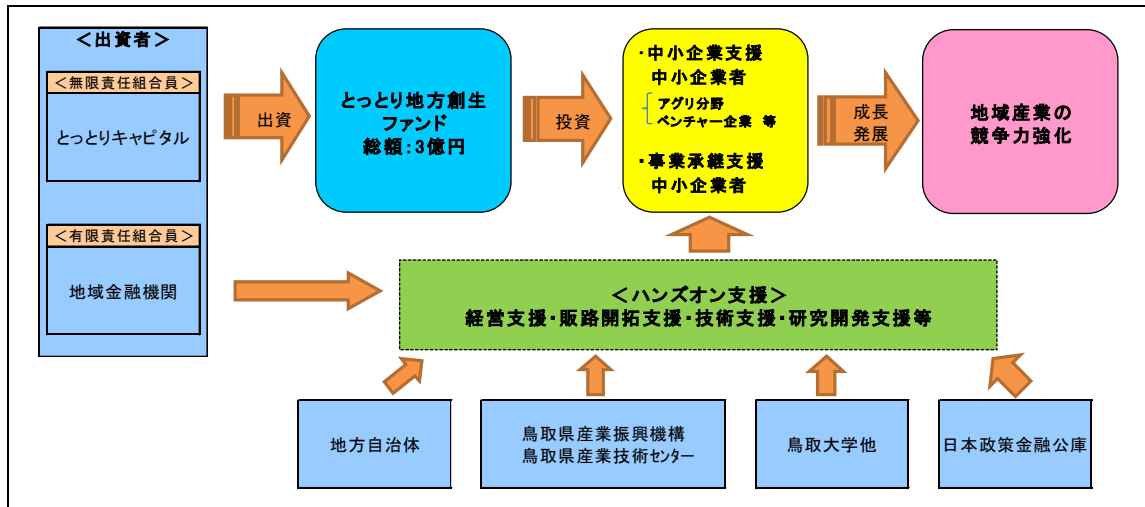 ＜出資者＞
＜無限責任組合員＞
とっとりキャピタル
＜有限責任組合員＞
地域金融機関
出資
とっとり地方創生
ファンド
総額：3億円
投資
・中小企業支援
中小企業者
アグリ分野
ベンチャー企業 等
・事業承継支援
中小企業者
成長
発展
地域産業の
競争力強化
＜ハンズオン支援＞
経営支援・販路開拓支援・技術支援・研究開発支援等
地方自治体
鳥取県産業振興機構
鳥取県産業技術センター
鳥取大学他
日本政策金融公庫